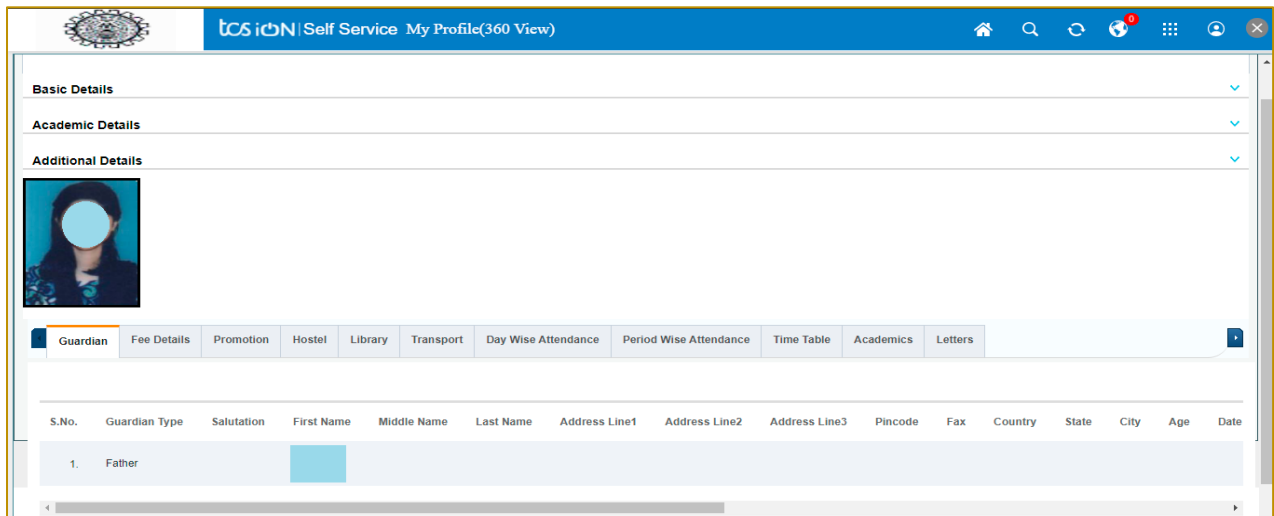 tcs iON | Self Service My Profile(360 View)
0
Basic Details
Academic Details
Additional Details
Guardian Fee Details Promotion Hostel Library Transport Day Wise Attendance Period Wise Attendance Time Table Academics Letters
S.No. Guardian Type Salutation First Name Middle Name Last Name Address Line1 Address Line2 Address Line3 Pincode Fax Country State City Age Date
1. Father